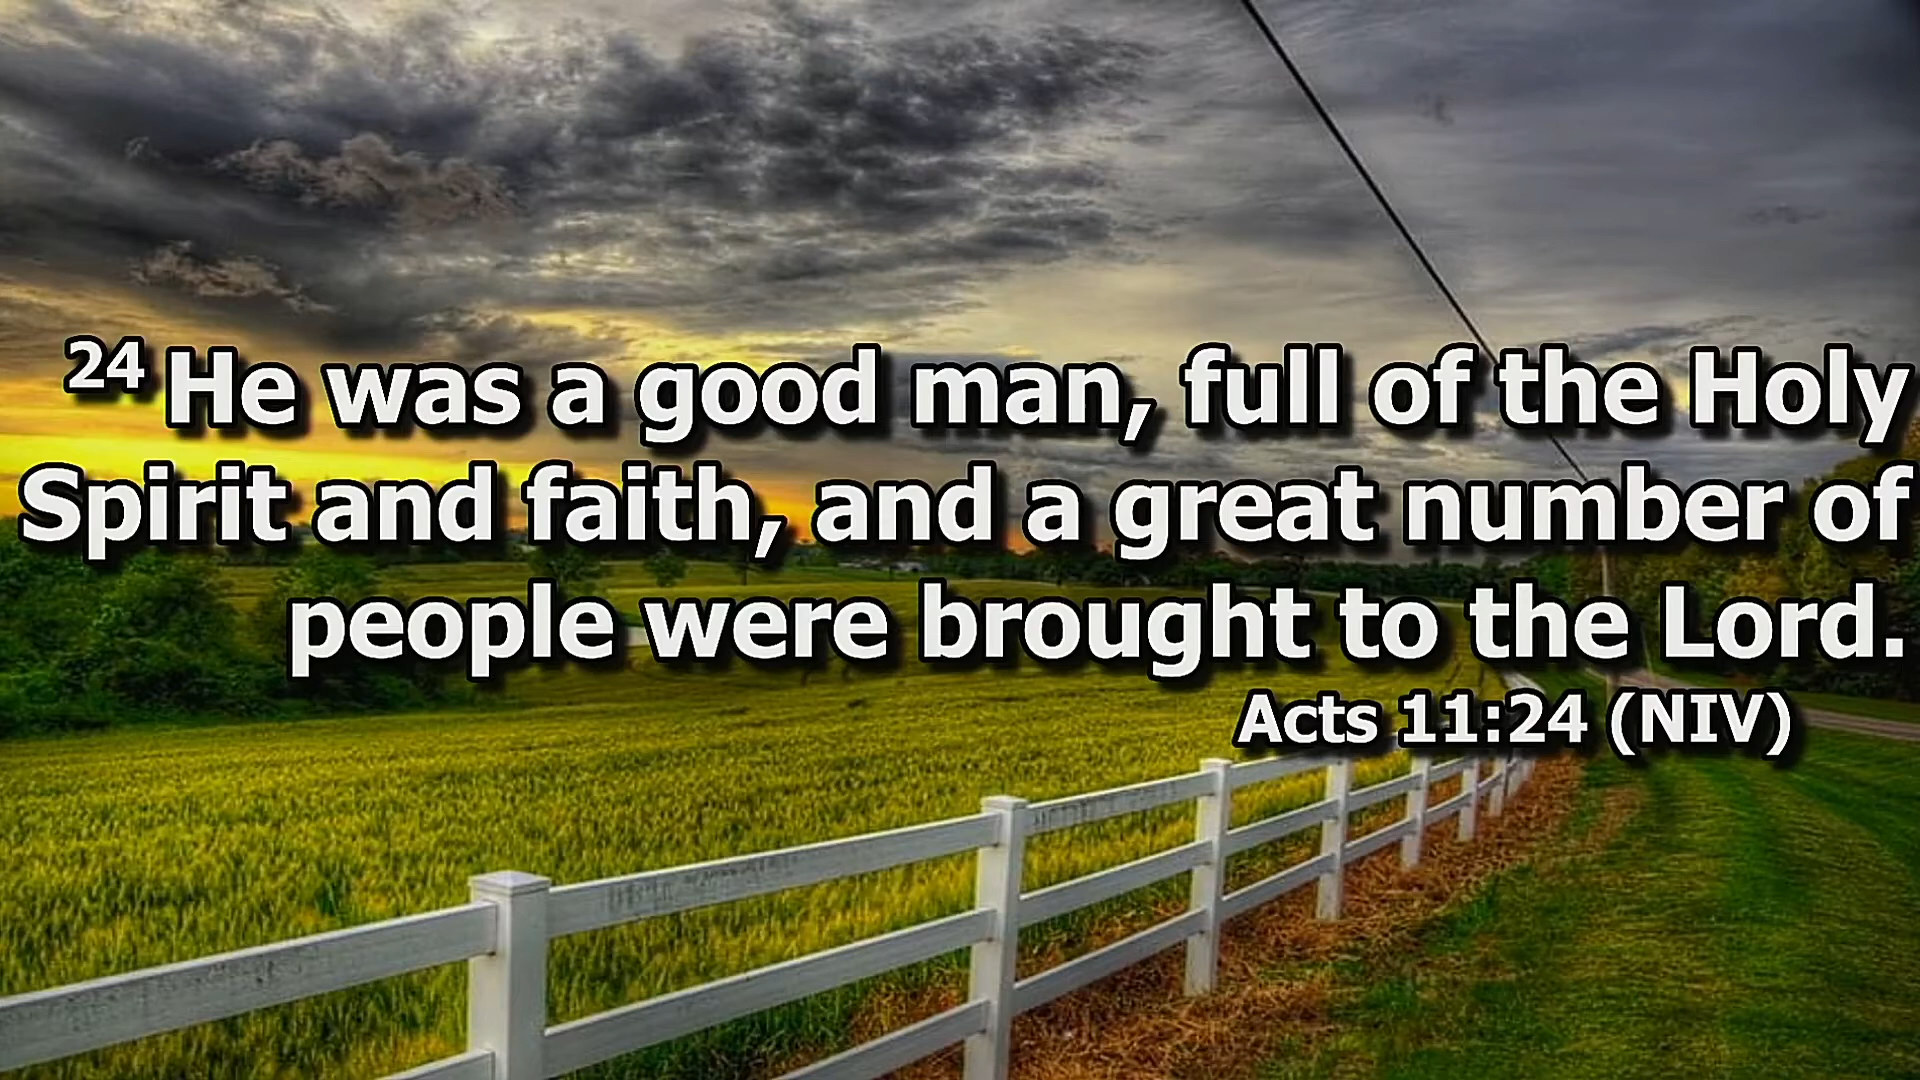 24 He was a good man, full of the Holy
Spirit and faith, and a great number of
people were brought to the Lord.
Acts 11:24 (NIV)